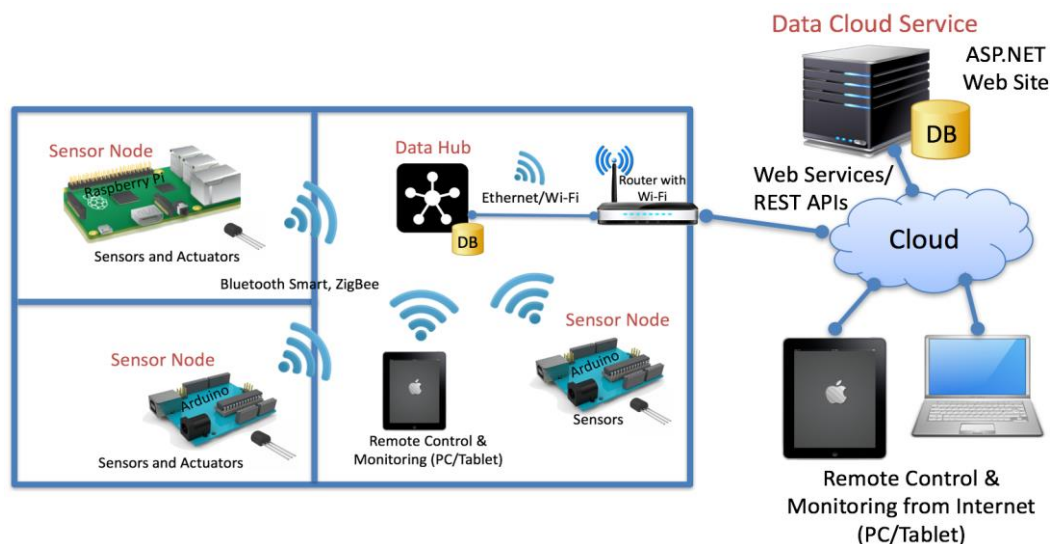 Data Cloud Service
ASP.NET
Web Site
DB
Sensor Node
Raspberry Pi
Sensors and Actuators
Data Hub
DB
Ethernet/Wi-Fi
Router with
Wi-Fi
Web Services/
REST APIs
Cloud
Bluetooth Smart, ZigBee
Sensor Node
Arduino
Sensors and Actuators
Remote Control &
Monitoring (PC/Tablet)
Sensor Node
Arduino
Sensors
Remote Control &
Monitoring from Internet
(PC/Tablet)